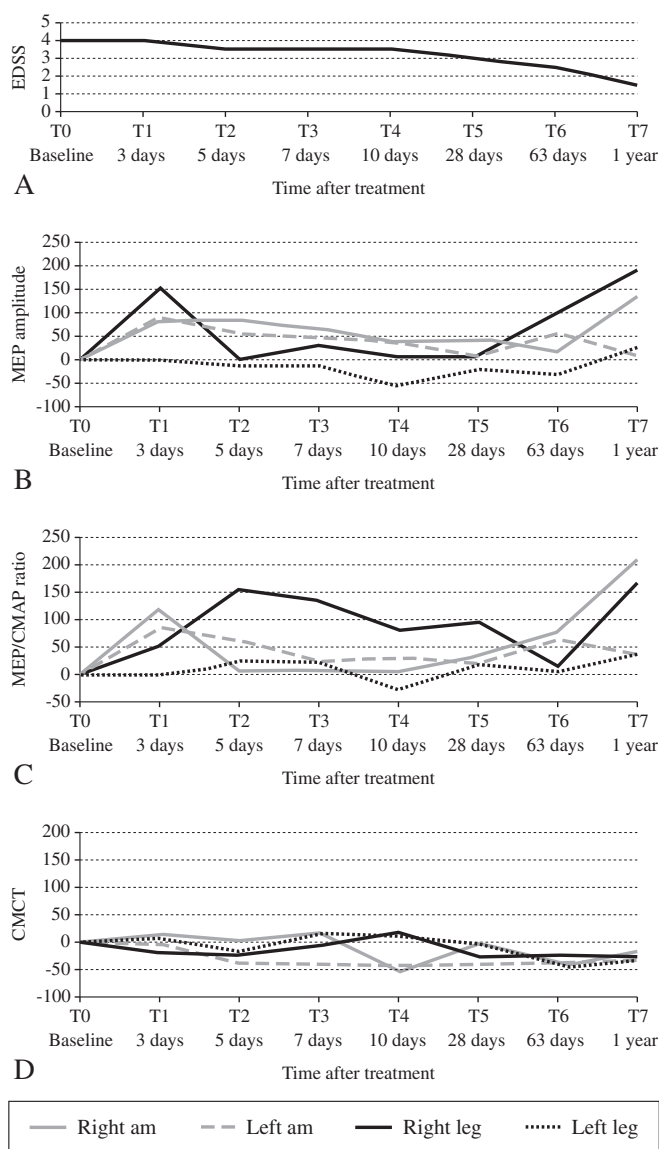 5
4
3
2
1
0
EDSS
T0 T1 T2 T3 T4 T5 T6 T7
Baseline 3 days 5 days 7 days 10 days 28 days 63 days 1 year
A Time after treatment
250
200
150
100
50
0
-50
-100
MEP amplitude
T0 T1 T2 T3 T4 T5 T6 T7
Baseline 3 days 5 days 7 days 10 days 28 days 63 days 1 year
B Time after treatment
250
200
150
100
50
0
-50
MEP/CMAP ratio
T0 T1 T2 T3 T4 T5 T6 T7
Baseline 3 days 5 days 7 days 10 days 28 days 63 days 1 year
C Time after treatment
200
150
100
50
0
-50
-100
CMCT
T0 T1 T2 T3 T4 T5 T6 T7
Baseline 3 days 5 days 7 days 10 days 28 days 63 days 1 year
D Time after treatment
Right am Left am Right leg Left leg